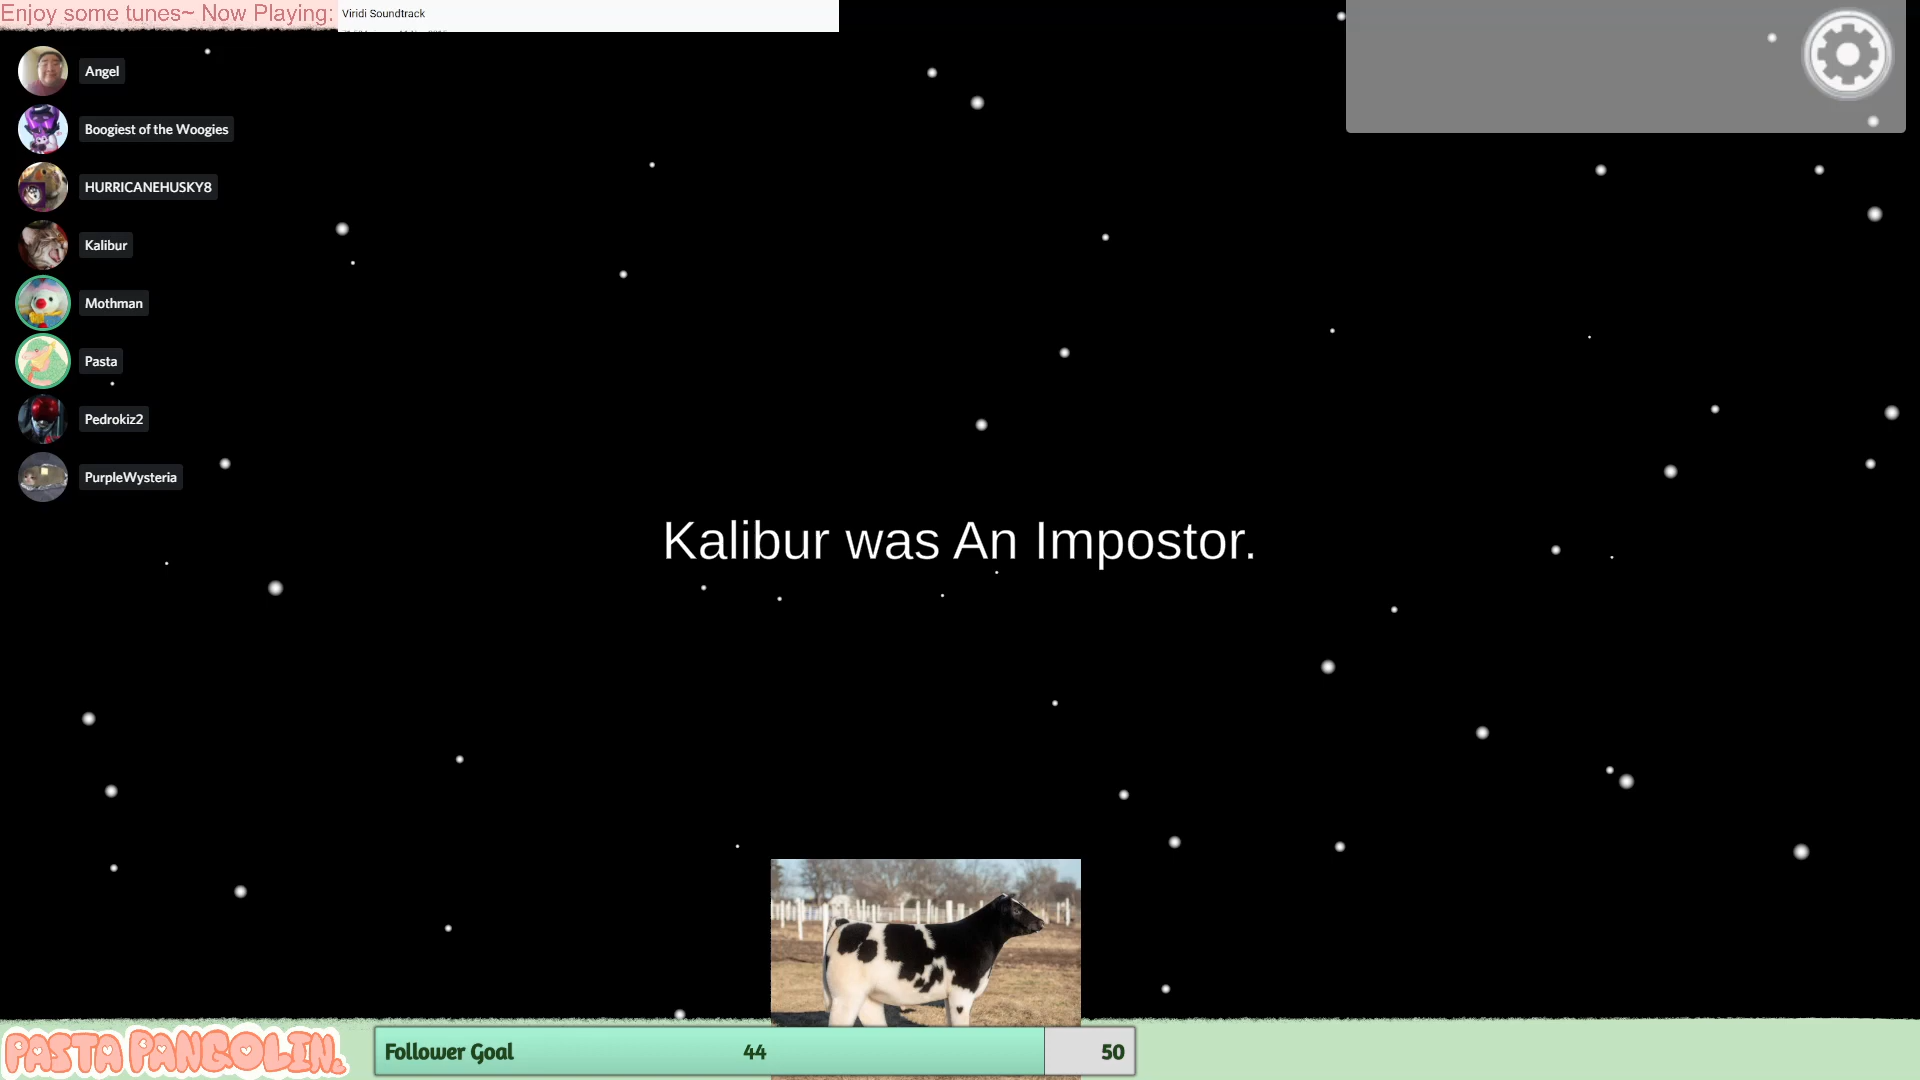 Enjoy some tunes~ Now Playing:
Viridi Soundtrack
Angel
Boogiest of the Woogies
HURRICANEHUSKY8
Kalibur
Mothman
Pasta
Pedrokiz2
PurpleWysteria
Kalibur was An Impostor.
PASTA PANGOLIN
Follower Goal 44 50